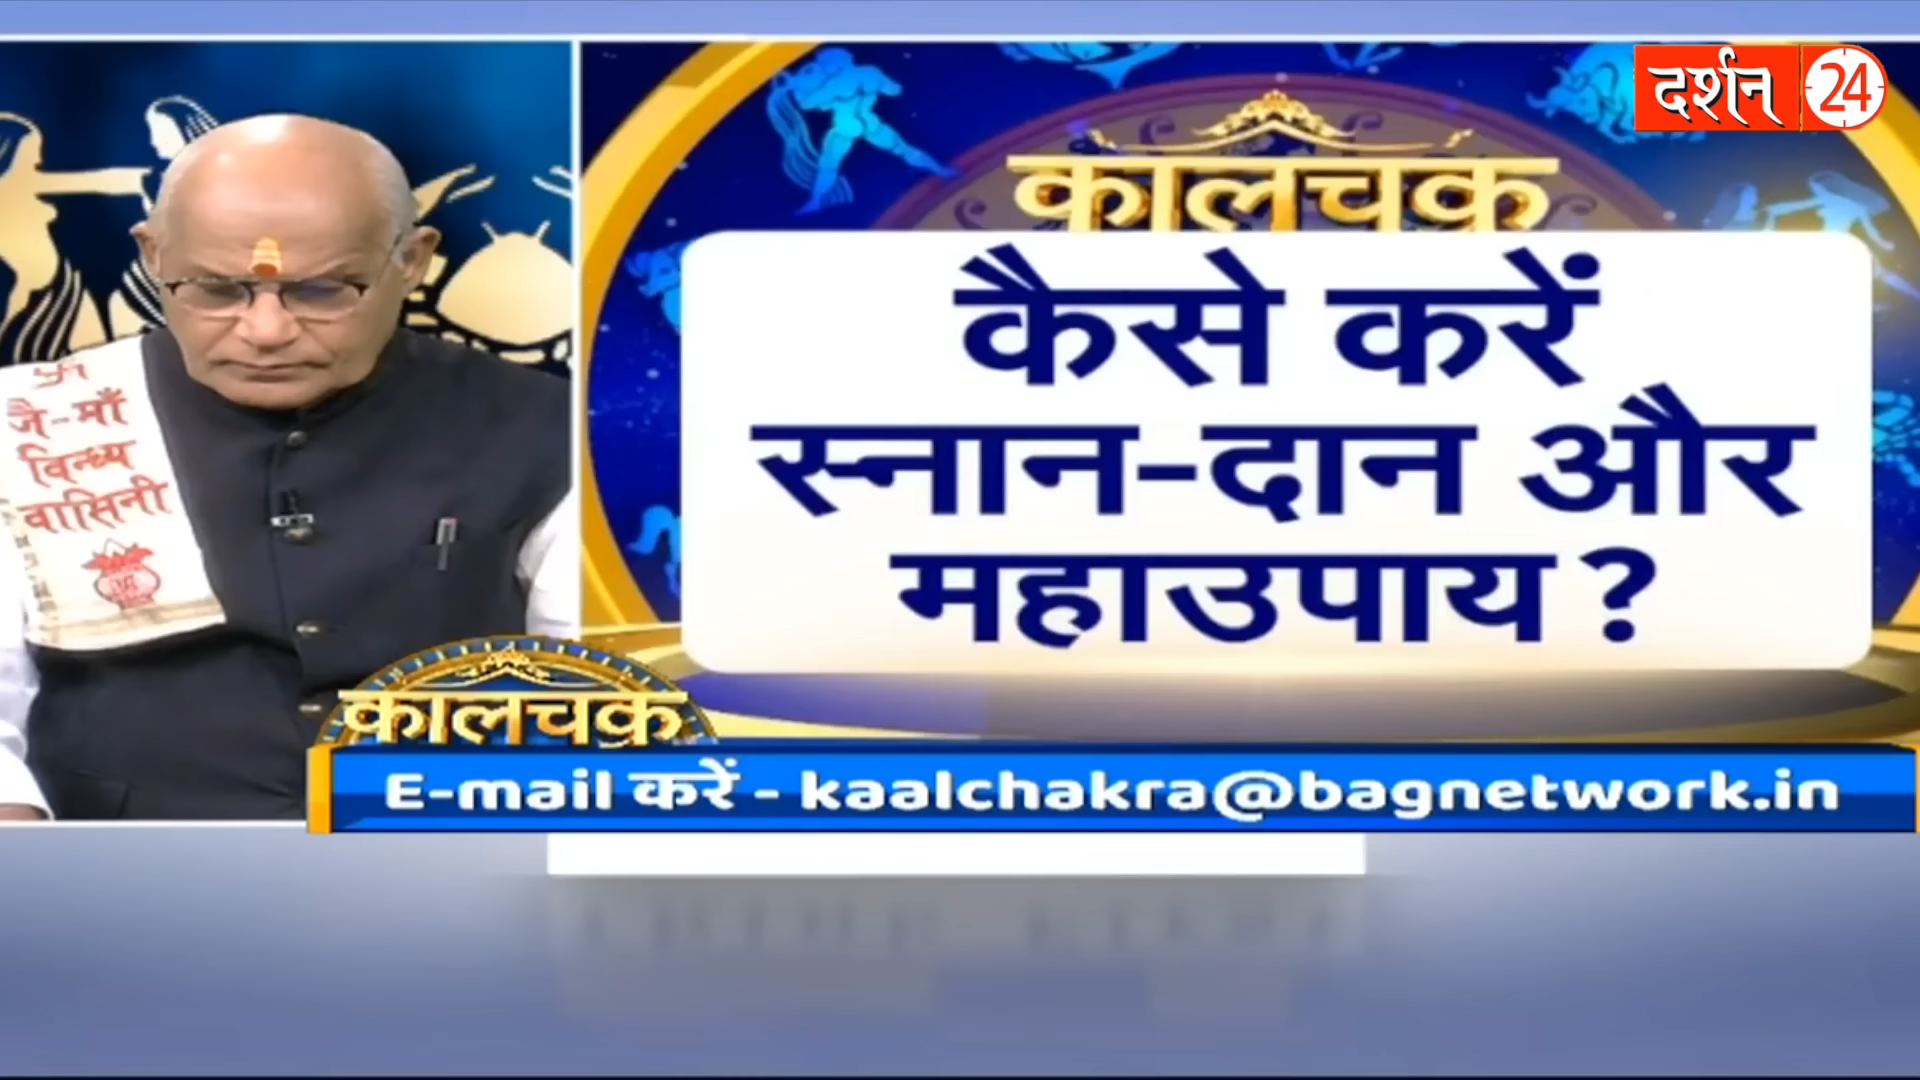 दर्शन 24
कालचक्र
कैसे करें
स्नान-दान और
महाउपाय ?
जै-माँ
विन्ध्य
वासिनी
कालचक्र
E-mail करें - kaalchakra@bagnetwork.in